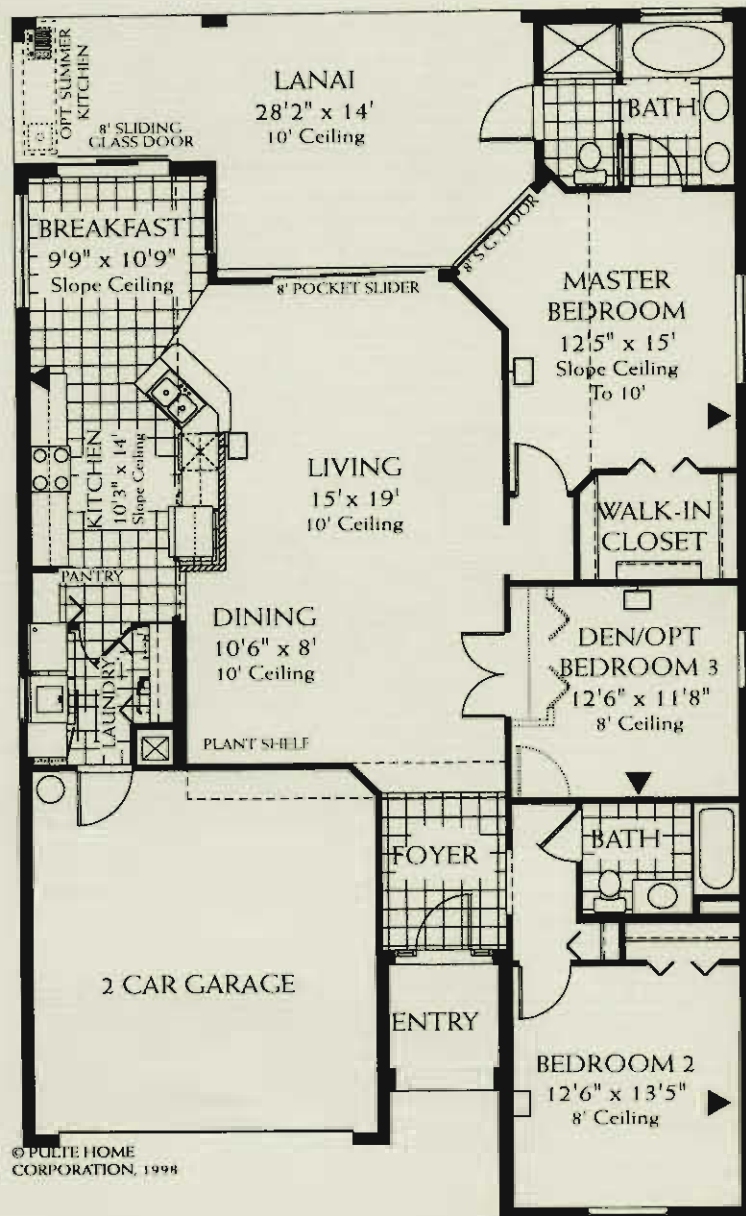 OPT SUMMER
KITCHEN
LANAI
28'2" x 14'
10' Ceiling
8' SLIDING
GLASS DOOR
BATH
BREAKFAST
9'9" x 10'9"
Slope Ceiling
8' S.G. DOOR
8' POCKET SLIDER
MASTER
BEDROOM
12'5" x 15'
Slope Ceiling
To 10'
KITCHEN
10'3" x 14'
Slope Ceiling
LIVING
15' x 19'
10' Ceiling
WALK-IN
CLOSET
PANTRY
DINING
10'6" x 8'
10' Ceiling
DEN/OPT
BEDROOM 3
12'6" x 11'8"
8' Ceiling
LAUNDRY
PLANT SHELF
FOYER
BATH
2 CAR GARAGE
ENTRY
BEDROOM 2
12'6" x 13'5"
8' Ceiling
© PULTE HOME
CORPORATION, 1998